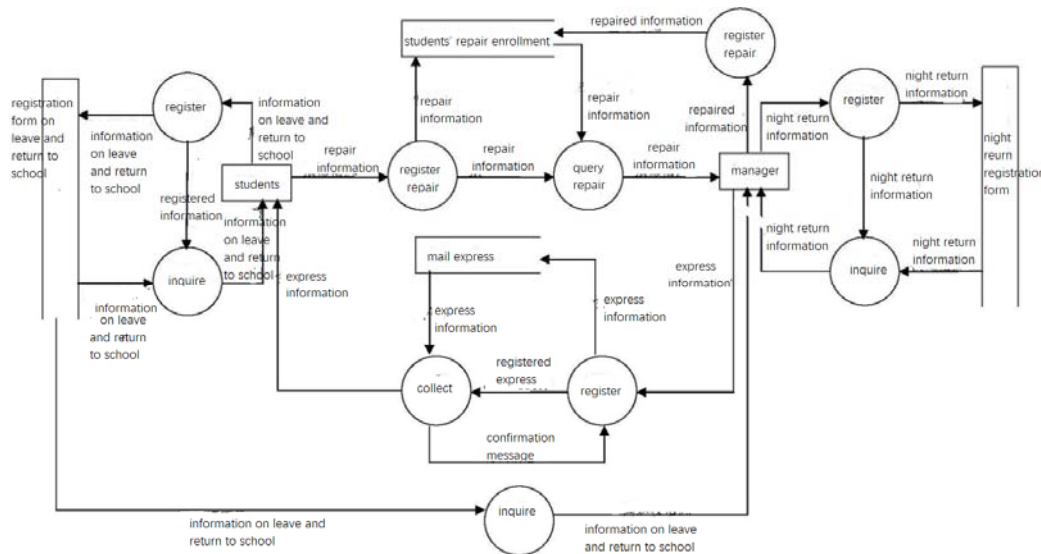 repaired information
students' repair enrollment
register
repair
registration
form on
leave and
return to
school
register
information on
leave and
return to
school
information
on leave
and return
to school
repair
information
repair
information
repaired
information
night return
information
register
night return
information
night
reurn
registration
form
students
repair
information
register
repair
repair
information
query
repair
repair
information
manager
registered
information
information
on leave
and return
to school
night return
information
night return
information
night return
information
inquire
express
information
mail express
express
information
inquire
information
on leave
and return
to school
express
information
express
information
collect
registered
express
register
confirmation
message
inquire
information on leave and
return to school
information on leave
and return to school